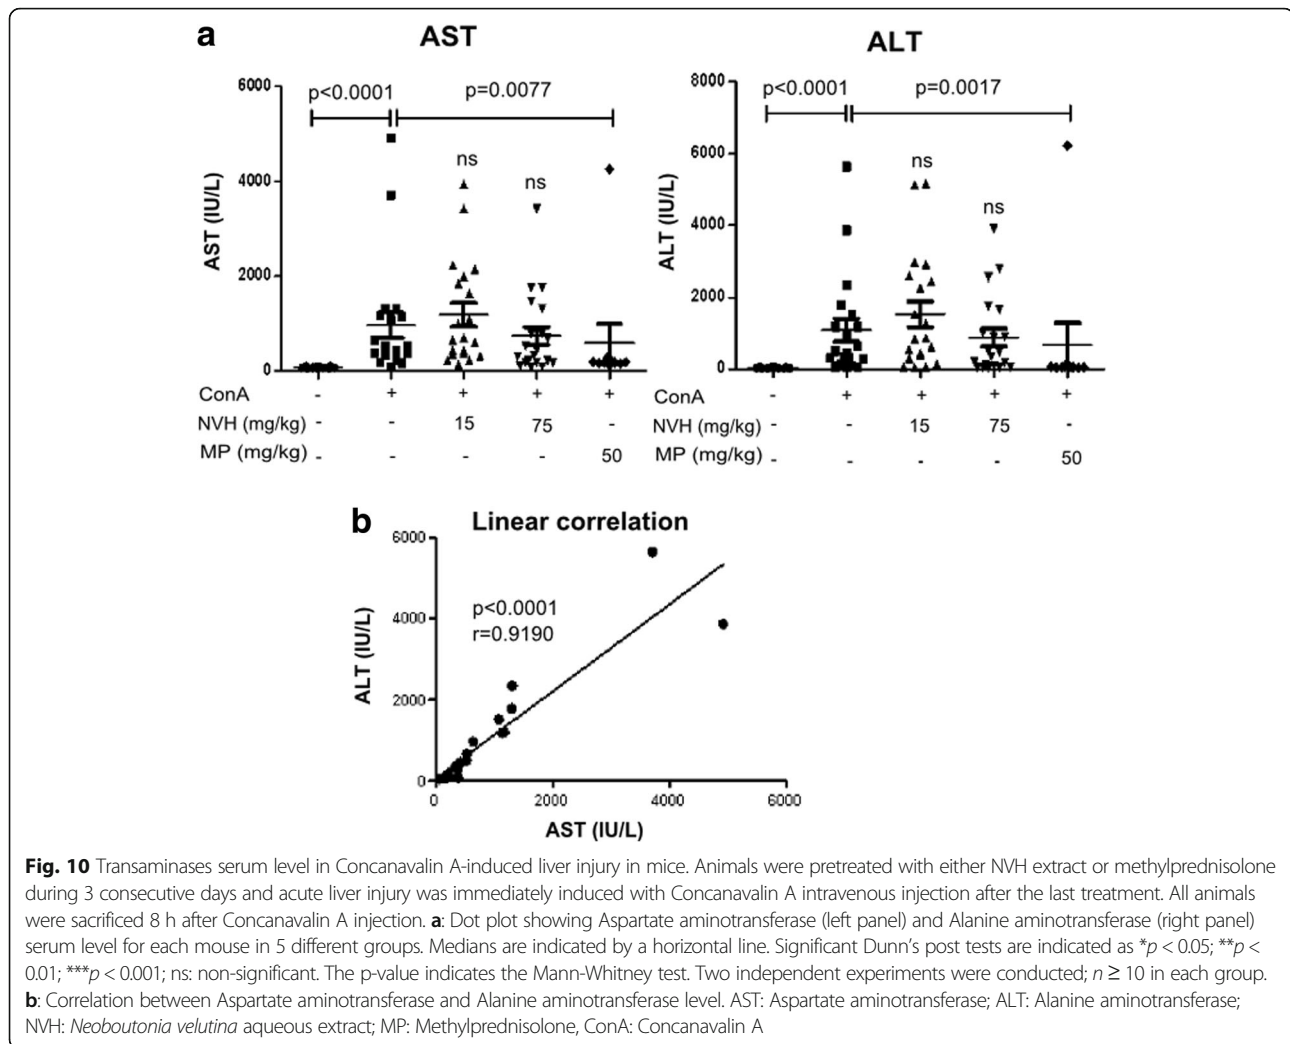 a
AST
ALT
AST (IU/L)
6000
4000
2000
0
p<0.0001
p=0.0077
ns
ns
ALT (IU/L)
8000
6000
4000
2000
0
p<0.0001
p=0.0017
ns
ns
ConA - + + + +
NVH (mg/kg) - - 15 75 -
MP (mg/kg) - - - - 50
ConA - + + + +
NVH (mg/kg) - - 15 75 -
MP (mg/kg) - - - - 50
b
Linear correlation
ALT (IU/L)
6000
4000
2000
0
p<0.0001
r=0.9190
0 2000 4000 6000
AST (IU/L)
Fig. 10 Transaminases serum level in Concanavalin A-induced liver injury in mice. Animals were pretreated with either NVH extract or methylprednisolone
during 3 consecutive days and acute liver injury was immediately induced with Concanavalin A intravenous injection after the last treatment. All animals
were sacrificed 8 h after Concanavalin A injection. a: Dot plot showing Aspartate aminotransferase (left panel) and Alanine aminotransferase (right panel)
serum level for each mouse in 5 different groups. Medians are indicated by a horizontal line. Significant Dunn's post tests are indicated as *p < 0.05; **p <
0.01; ***p < 0.001; ns: non-significant. The p-value indicates the Mann-Whitney test. Two independent experiments were conducted; n ≥ 10 in each group.
b: Correlation between Aspartate aminotransferase and Alanine aminotransferase level. AST: Aspartate aminotransferase; ALT: Alanine aminotransferase;
NVH: Neoboutonia velutina aqueous extract; MP: Methylprednisolone, ConA: Concanavalin A